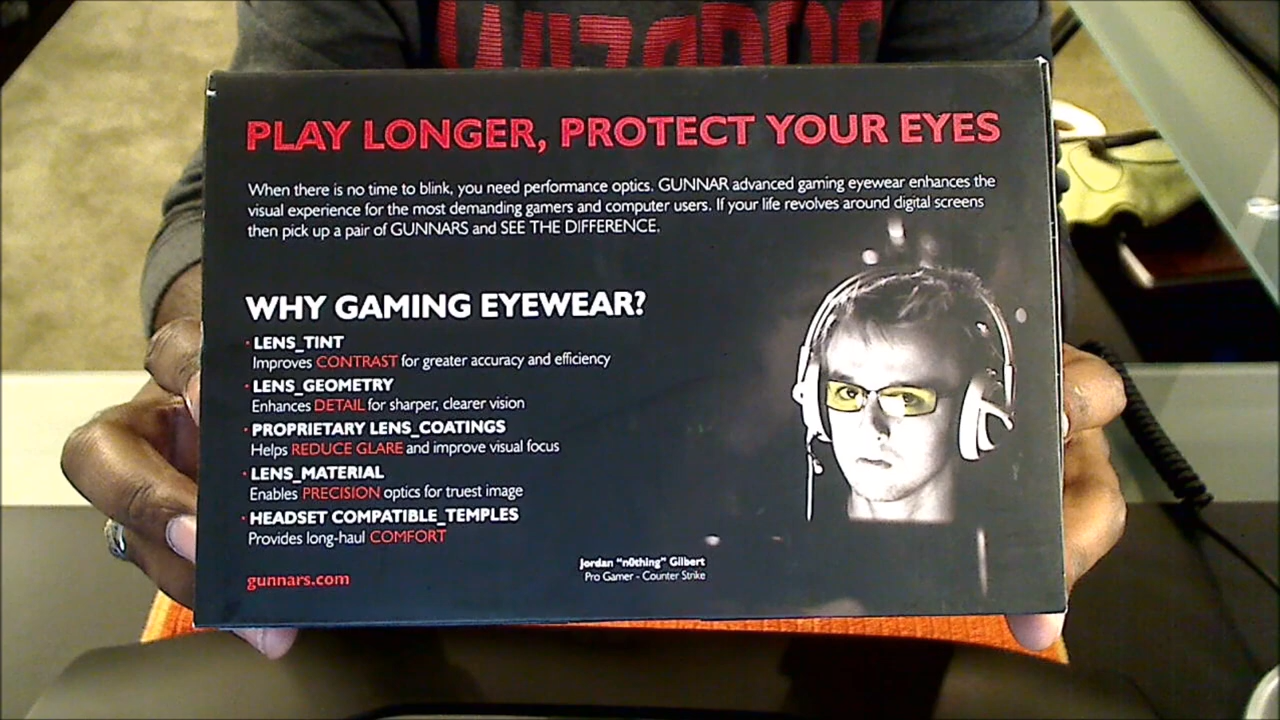 WIZARDS
PLAY LONGER, PROTECT YOUR EYES
When there is no time to blink, you need performance optics. GUNNAR advanced gaming eyewear enhances the
visual experience for the most demanding gamers and computer users. If your life revolves around digital screens
then pick up a pair of GUNNARS and SEE THE DIFFERENCE.
WHY GAMING EYEWEAR?
· LENS_TINT
Improves CONTRAST for greater accuracy and efficiency
· LENS_GEOMETRY
Enhances DETAIL for sharper, clearer vision
· PROPRIETARY LENS_COATINGS
Helps REDUCE GLARE and improve visual focus
· LENS_MATERIAL
Enables PRECISION optics for truest image
· HEADSET COMPATIBLE_TEMPLES
Provides long-haul COMFORT
gunnars.com
Jordan "n0thing" Gilbert
Pro Gamer - Counter Strike